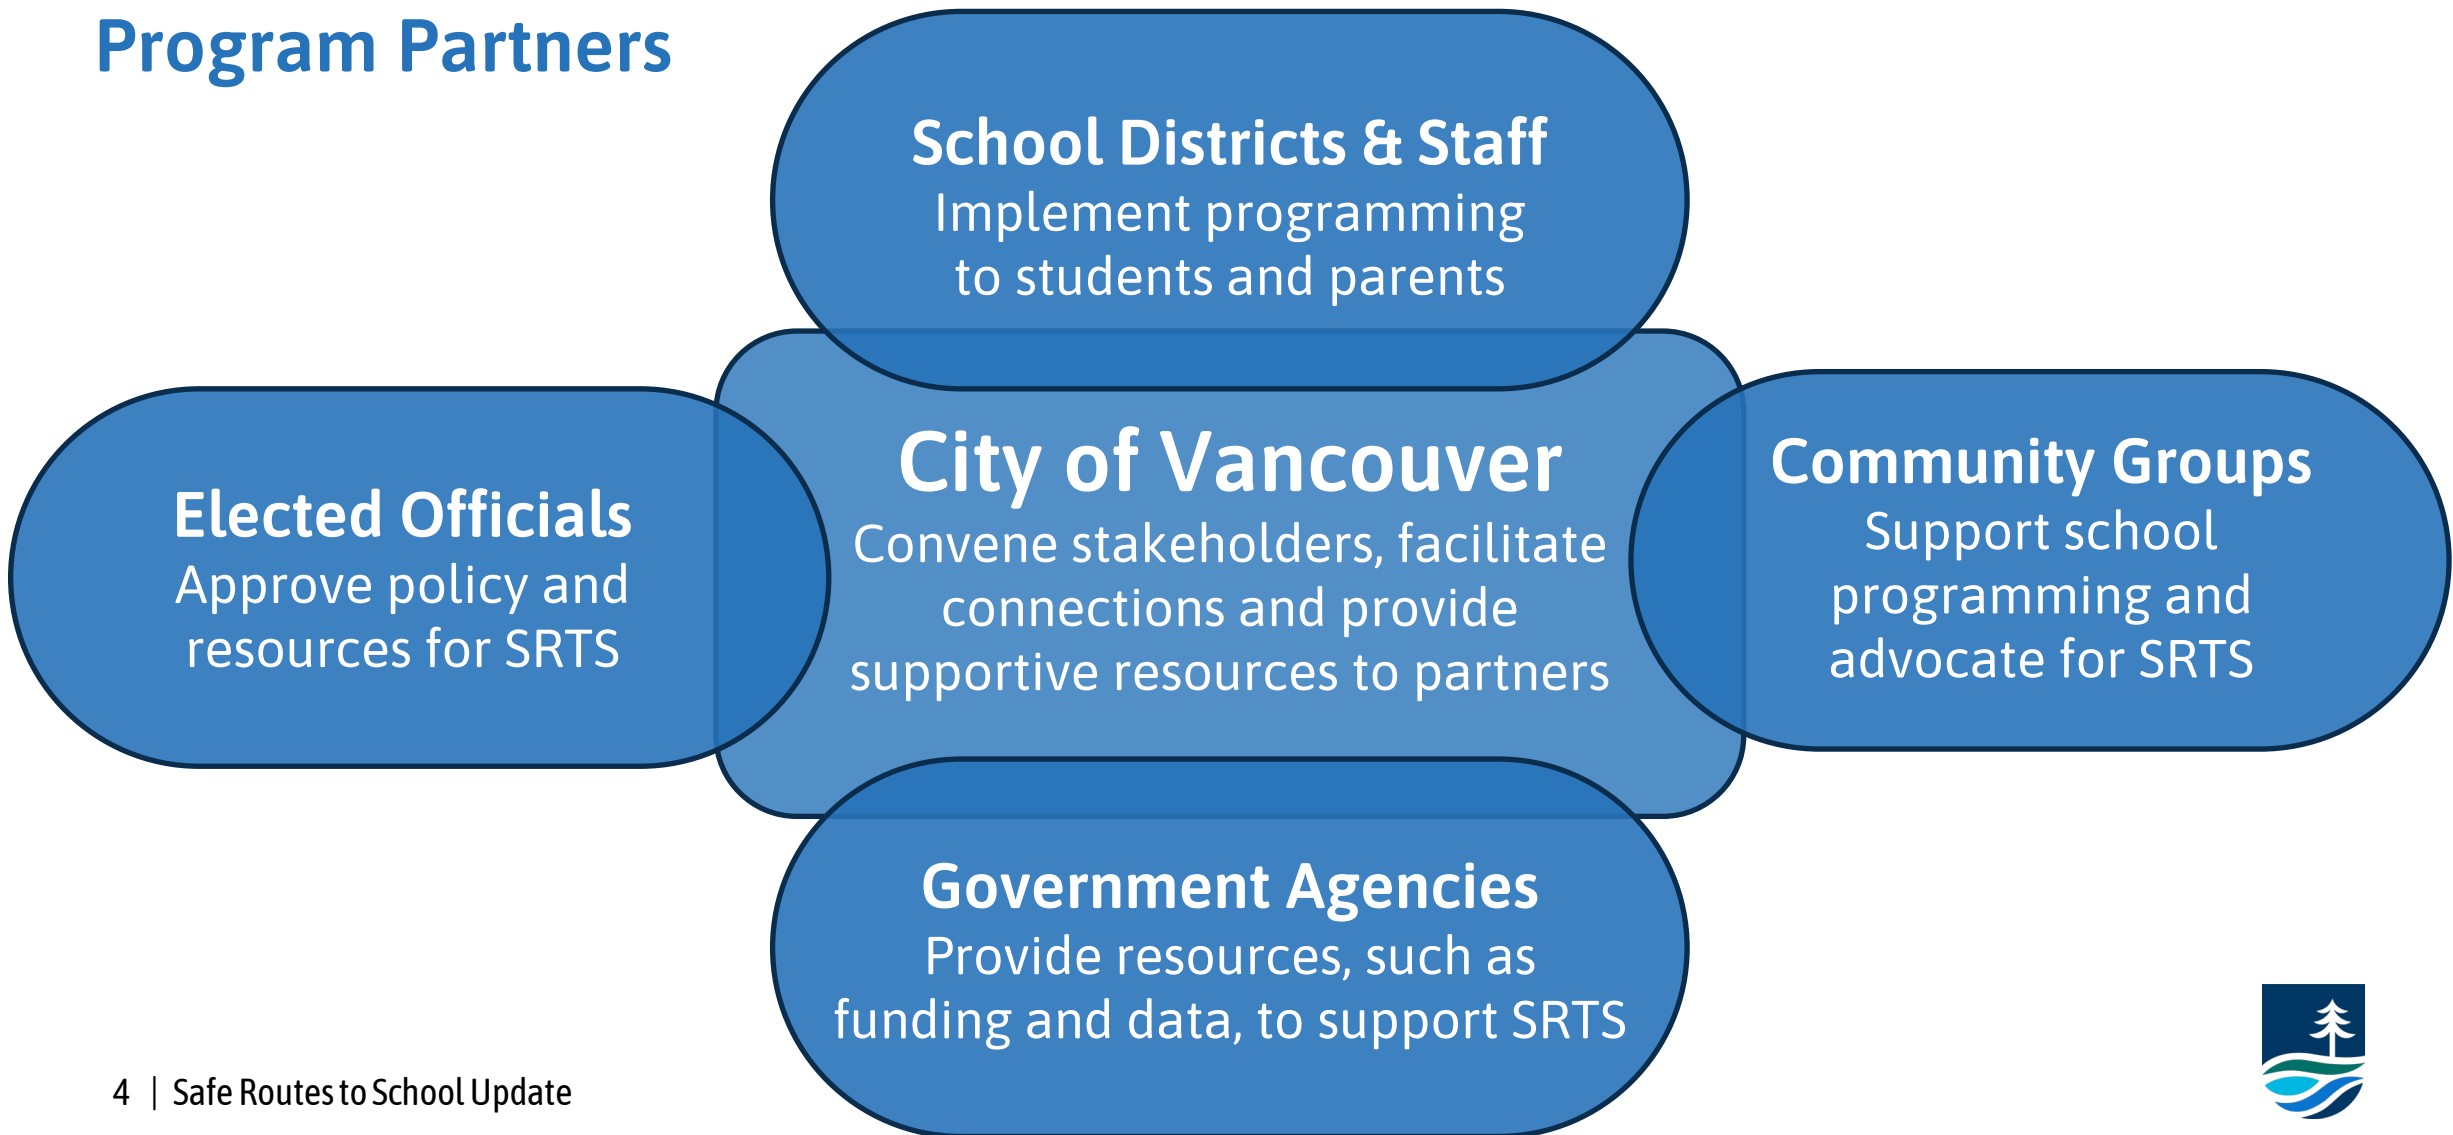 Program Partners
School Districts & Staff
Implement programming
to students and parents
Elected Officials
Approve policy and
resources for SRTS
City of Vancouver
Convene stakeholders, facilitate
connections and provide
supportive resources to partners
Community Groups
Support school
programming and
advocate for SRTS
Government Agencies
Provide resources, such as
funding and data, to support SRTS
4 | Safe Routes to School Update